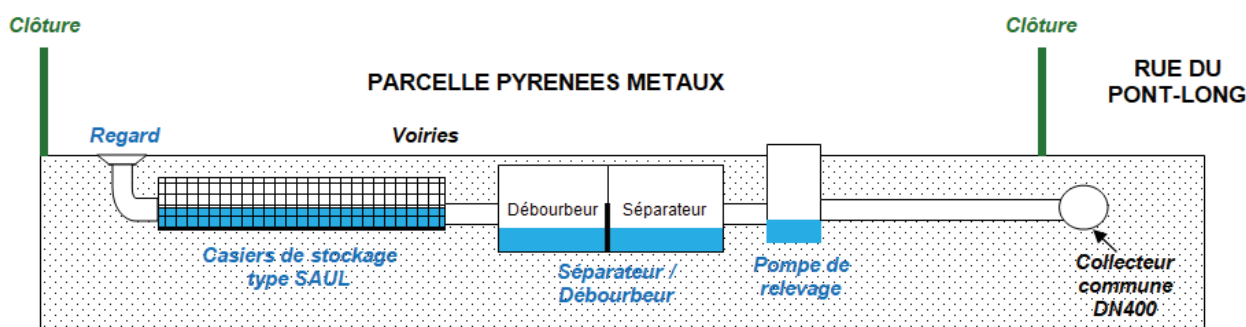 Clôture
Clôture
PARCELLE PYRENEES METAUX
RUE DU
PONT-LONG
Regard
Voiries
Débourbeur
Séparateur
Casiers de stockage
type SAUL
Séparateur /
Débourbeur
Pompe de
relevage
Collecteur
commune
DN400